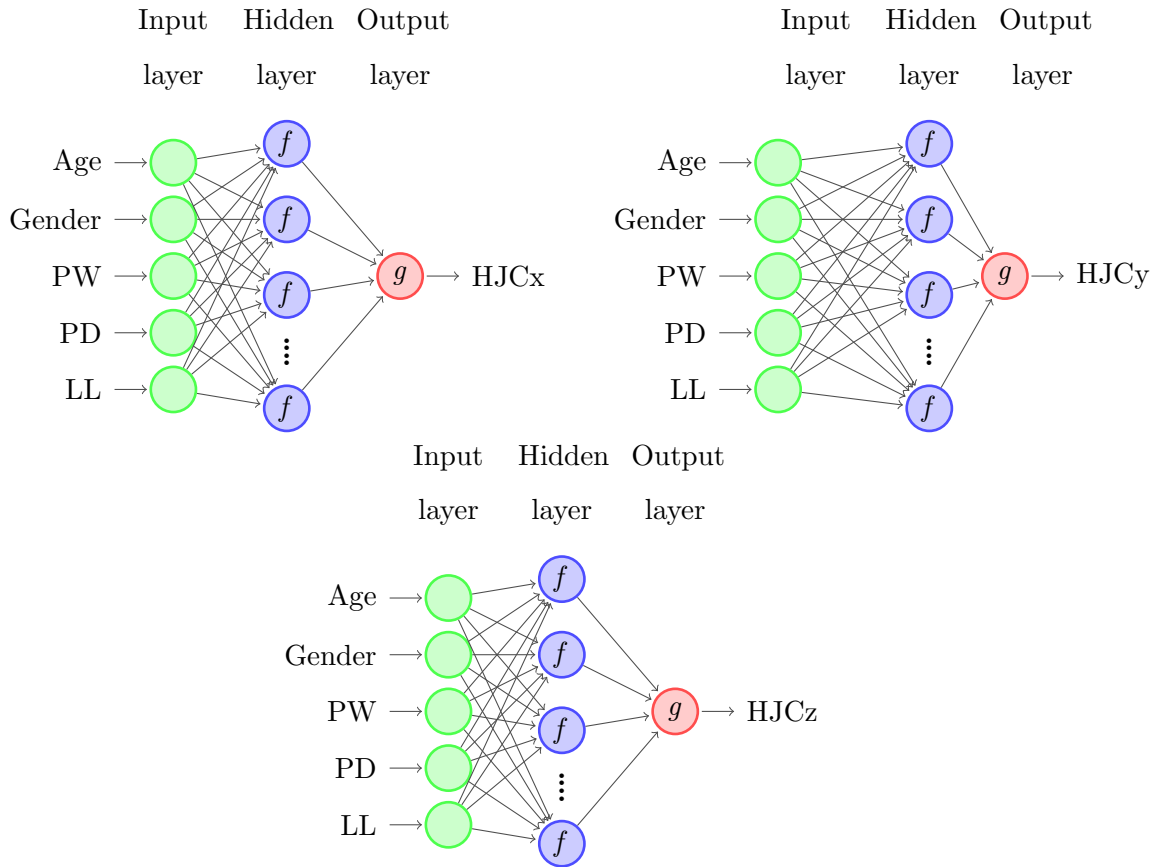 Input Hidden Output
layer layer layer
Age
Gender
PW
PD
LL
f
f
f
f
g
HJCx
Input Hidden Output
layer layer layer
Age
Gender
PW
PD
LL
f
f
f
f
g
HJCy
Input Hidden Output
layer layer layer
Age
Gender
PW
PD
LL
f
f
f
f
g
HJCz